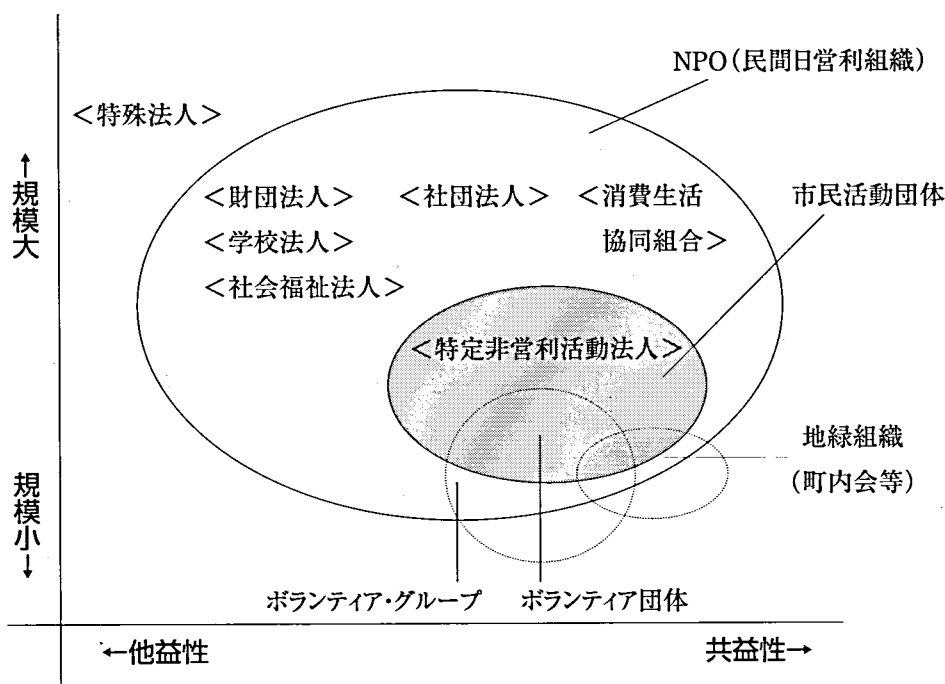 NPO(民間日営利組織)
<特殊法人>
↑規模大
<財団法人>
<社団法人>
<消費生活
協同組合>
市民活動団体
<学校法人>
<社会福祉法人>
<特定非営利活動法人>
地緑組織
(町内会等)
規模小↓
ボランティア・グループ
ボランティア団体
←他益性
共益性→